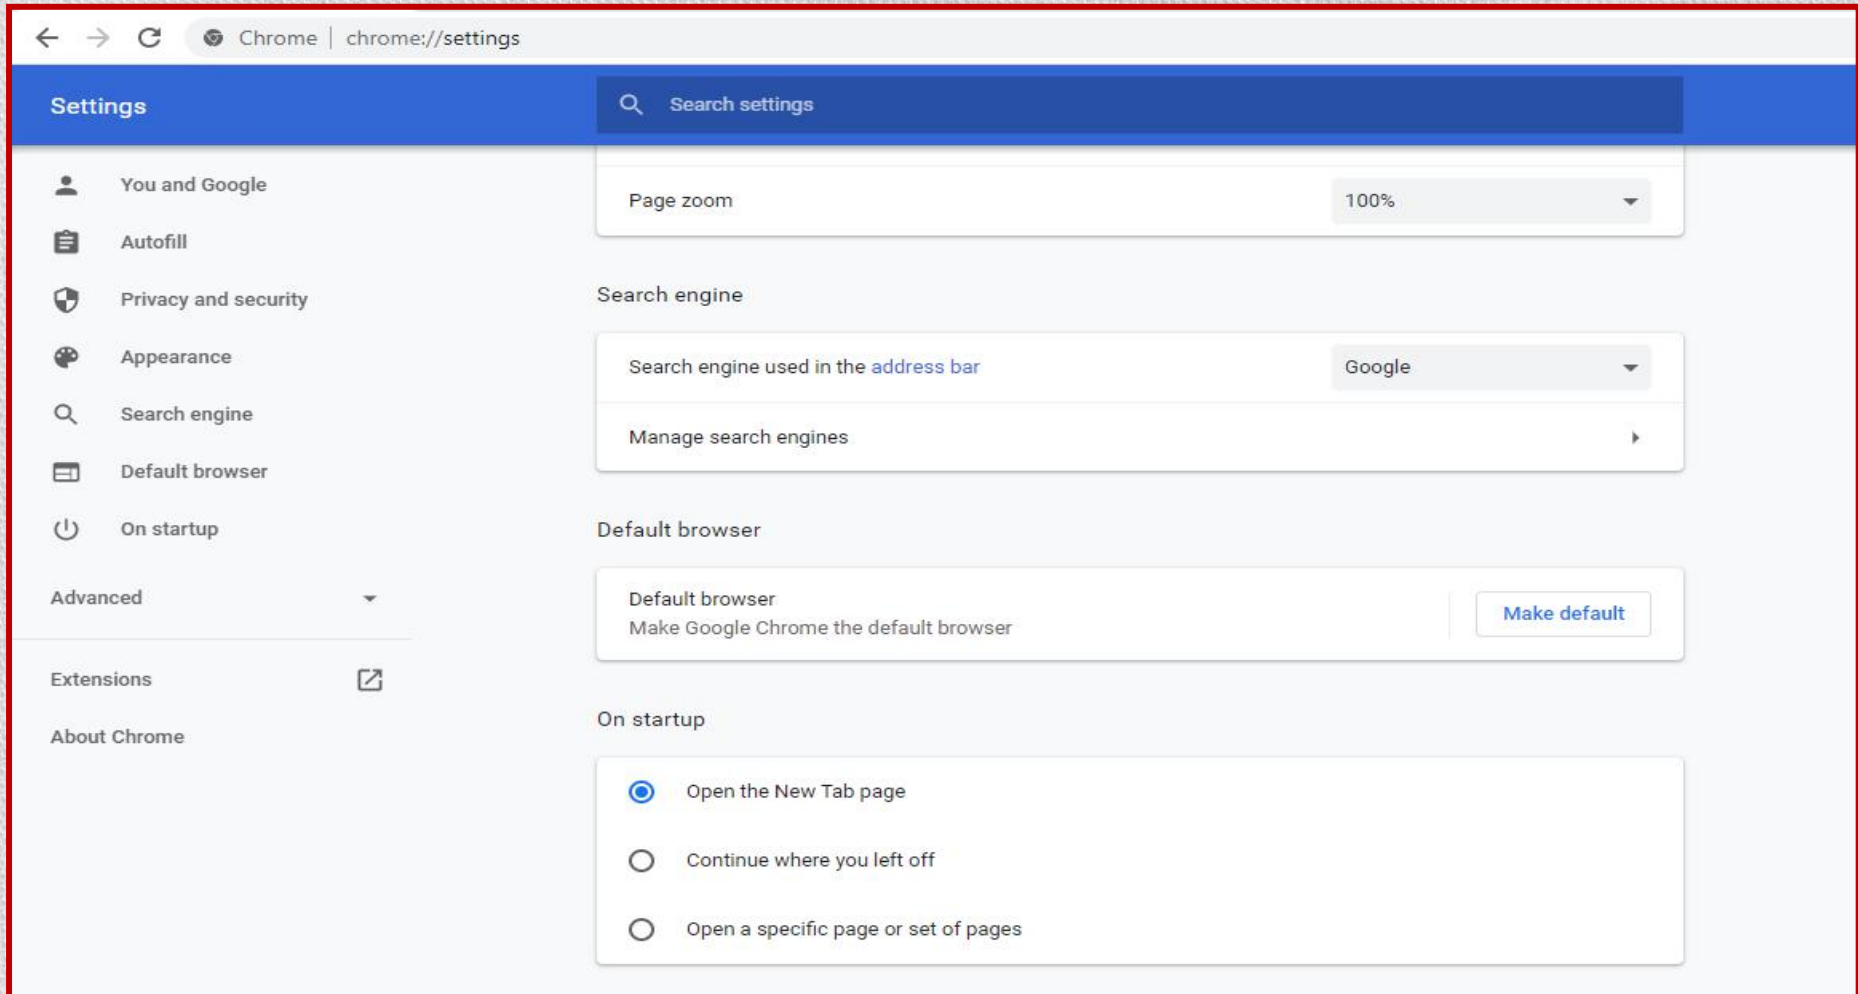 Chrome | chrome://settings
Settings
Search settings
You and Google
Autofill
Privacy and security
Appearance
Search engine
Default browser
On startup
Advanced
Extensions
About Chrome
Page zoom 100%
Search engine
Search engine used in the address bar Google
Manage search engines
Default browser
Default browser
Make Google Chrome the default browser
Make default
On startup
Open the New Tab page
Continue where you left off
Open a specific page or set of pages